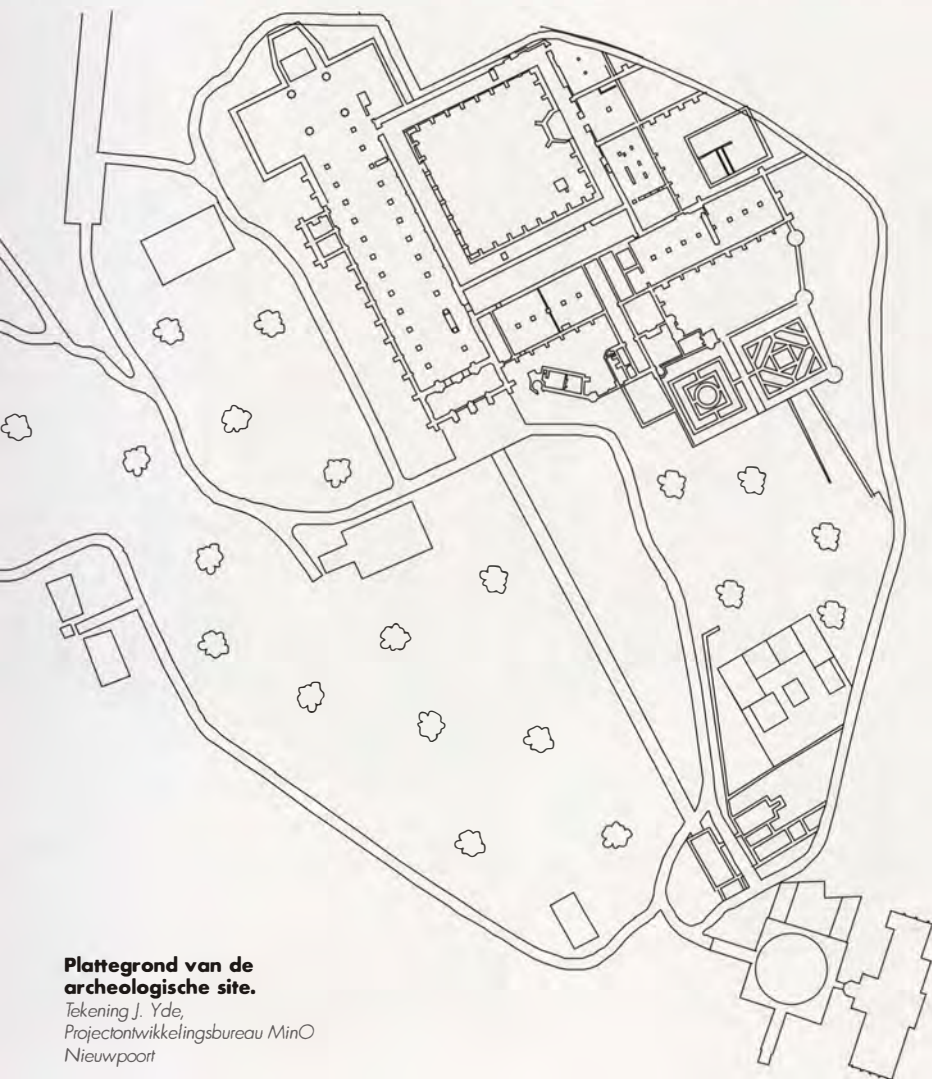 Plattegrond van de
archeologische site.
Tekening J. Yde,
Projectontwikkelingsbureau MinO
Nieuwpoort